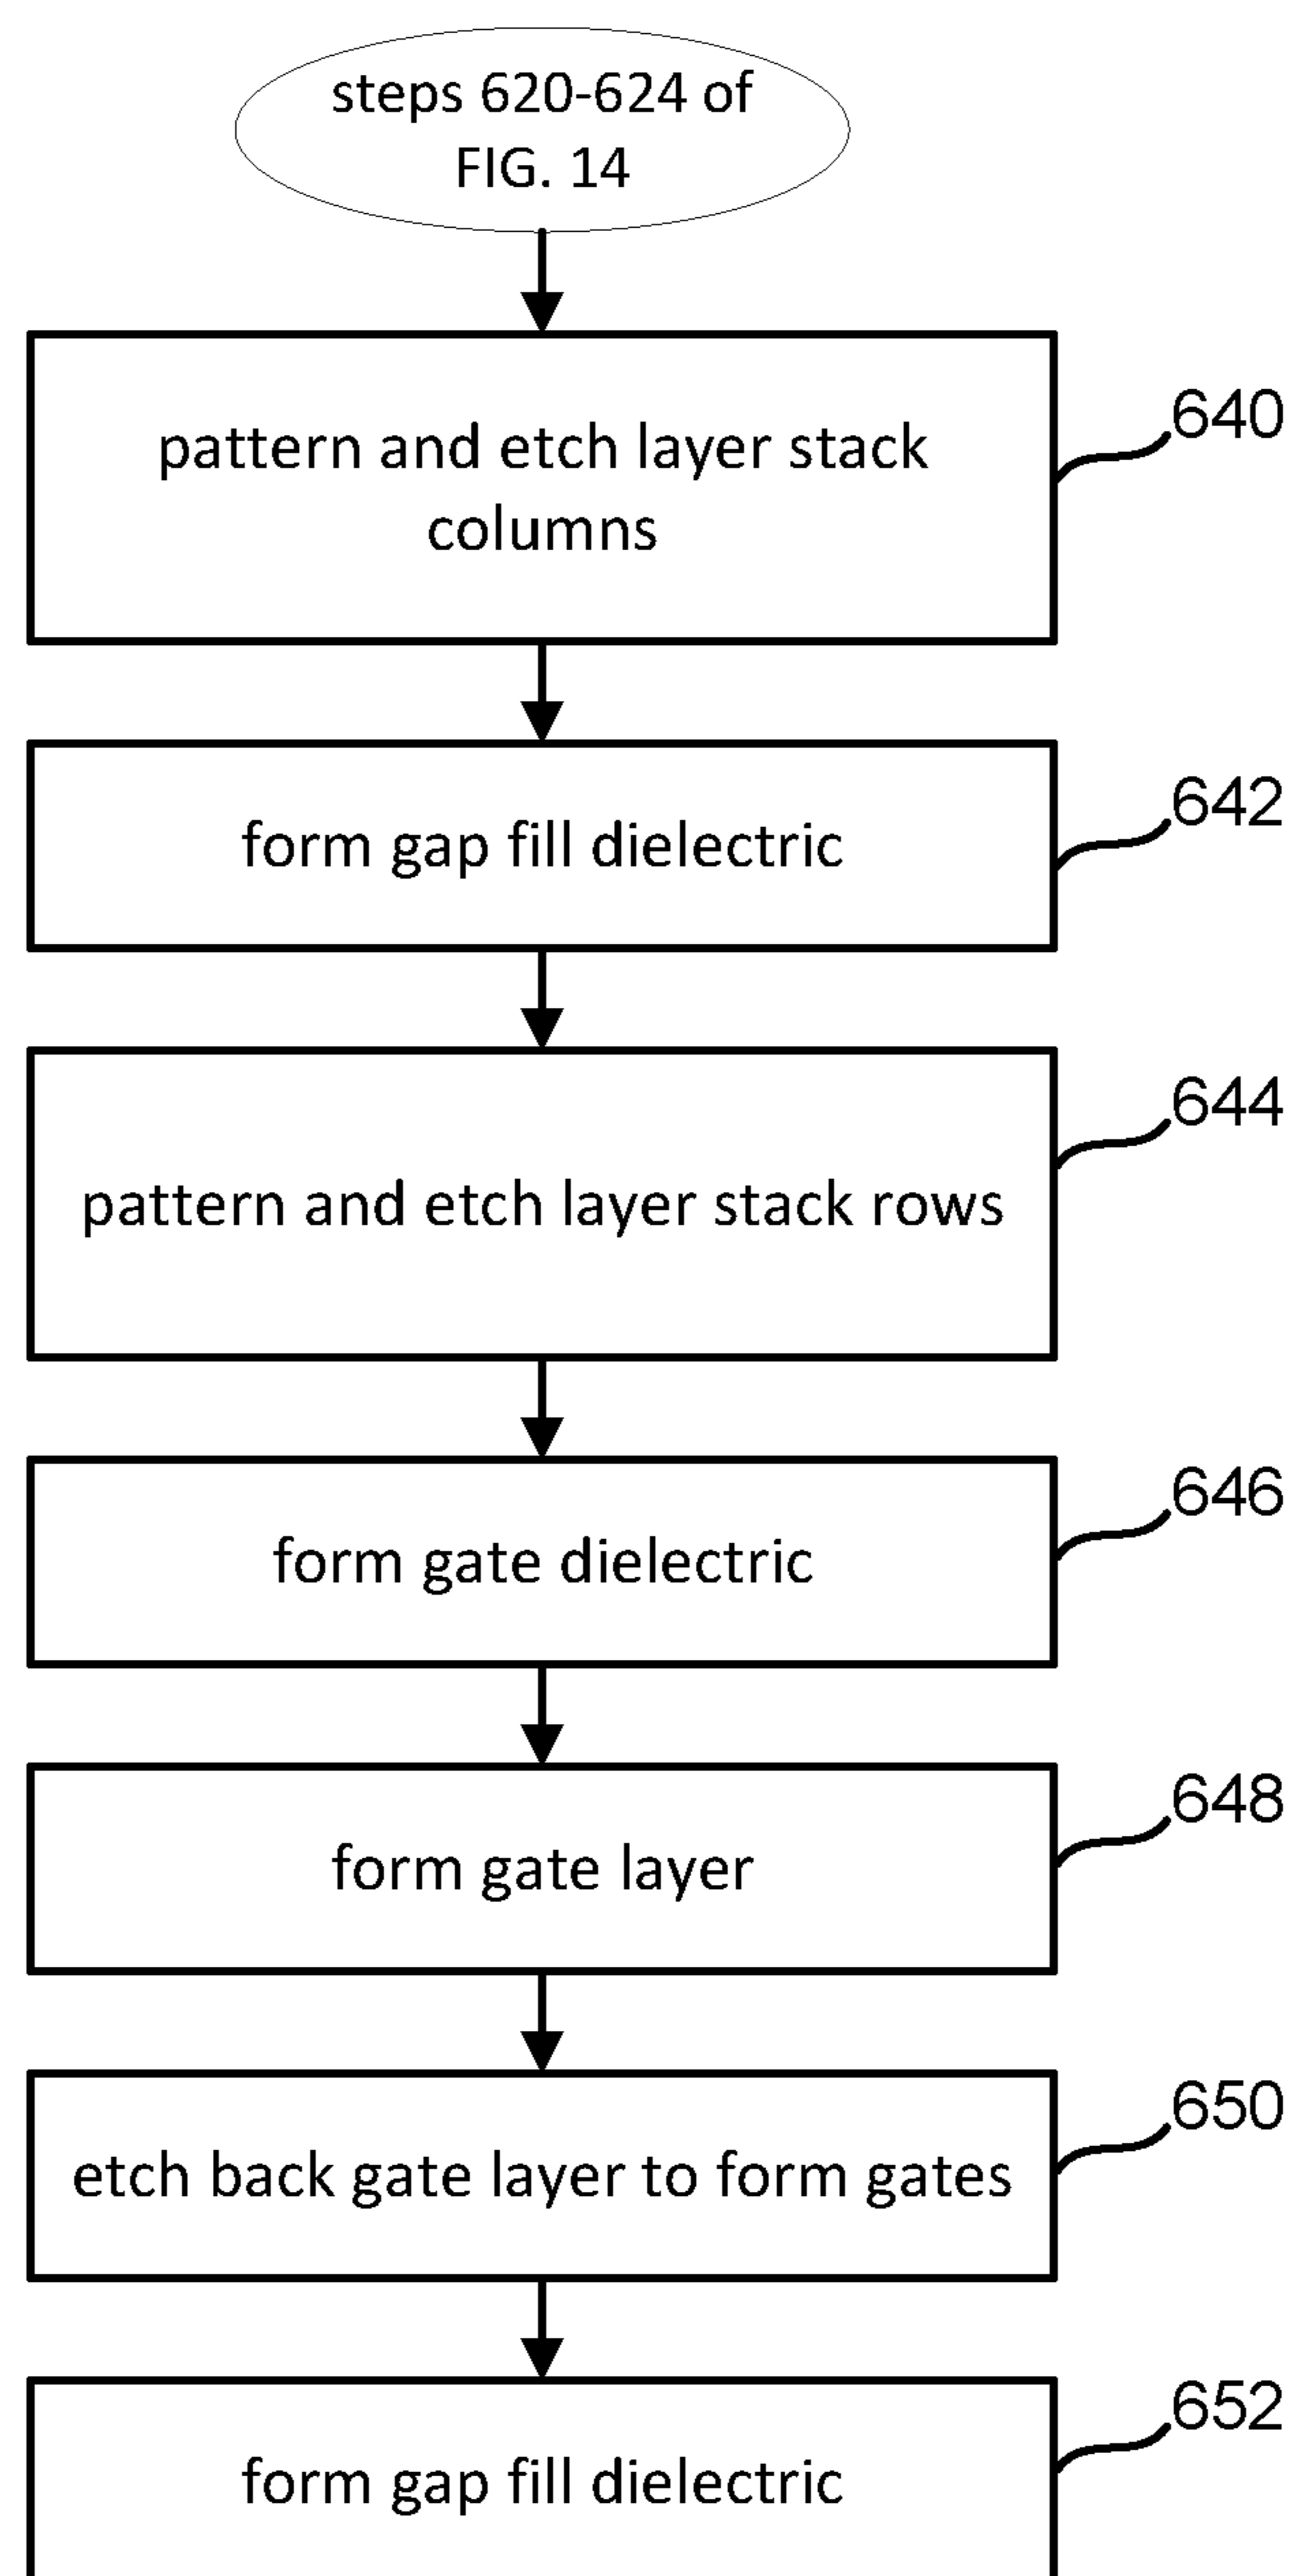 steps 620-624 of
FIG. 14
pattern and etch layer stack
columns
640
form gap fill dielectric
642
pattern and etch layer stack rows
644
form gate dielectric
646
form gate layer
648
etch back gate layer to form gates
650
form gap fill dielectric
652